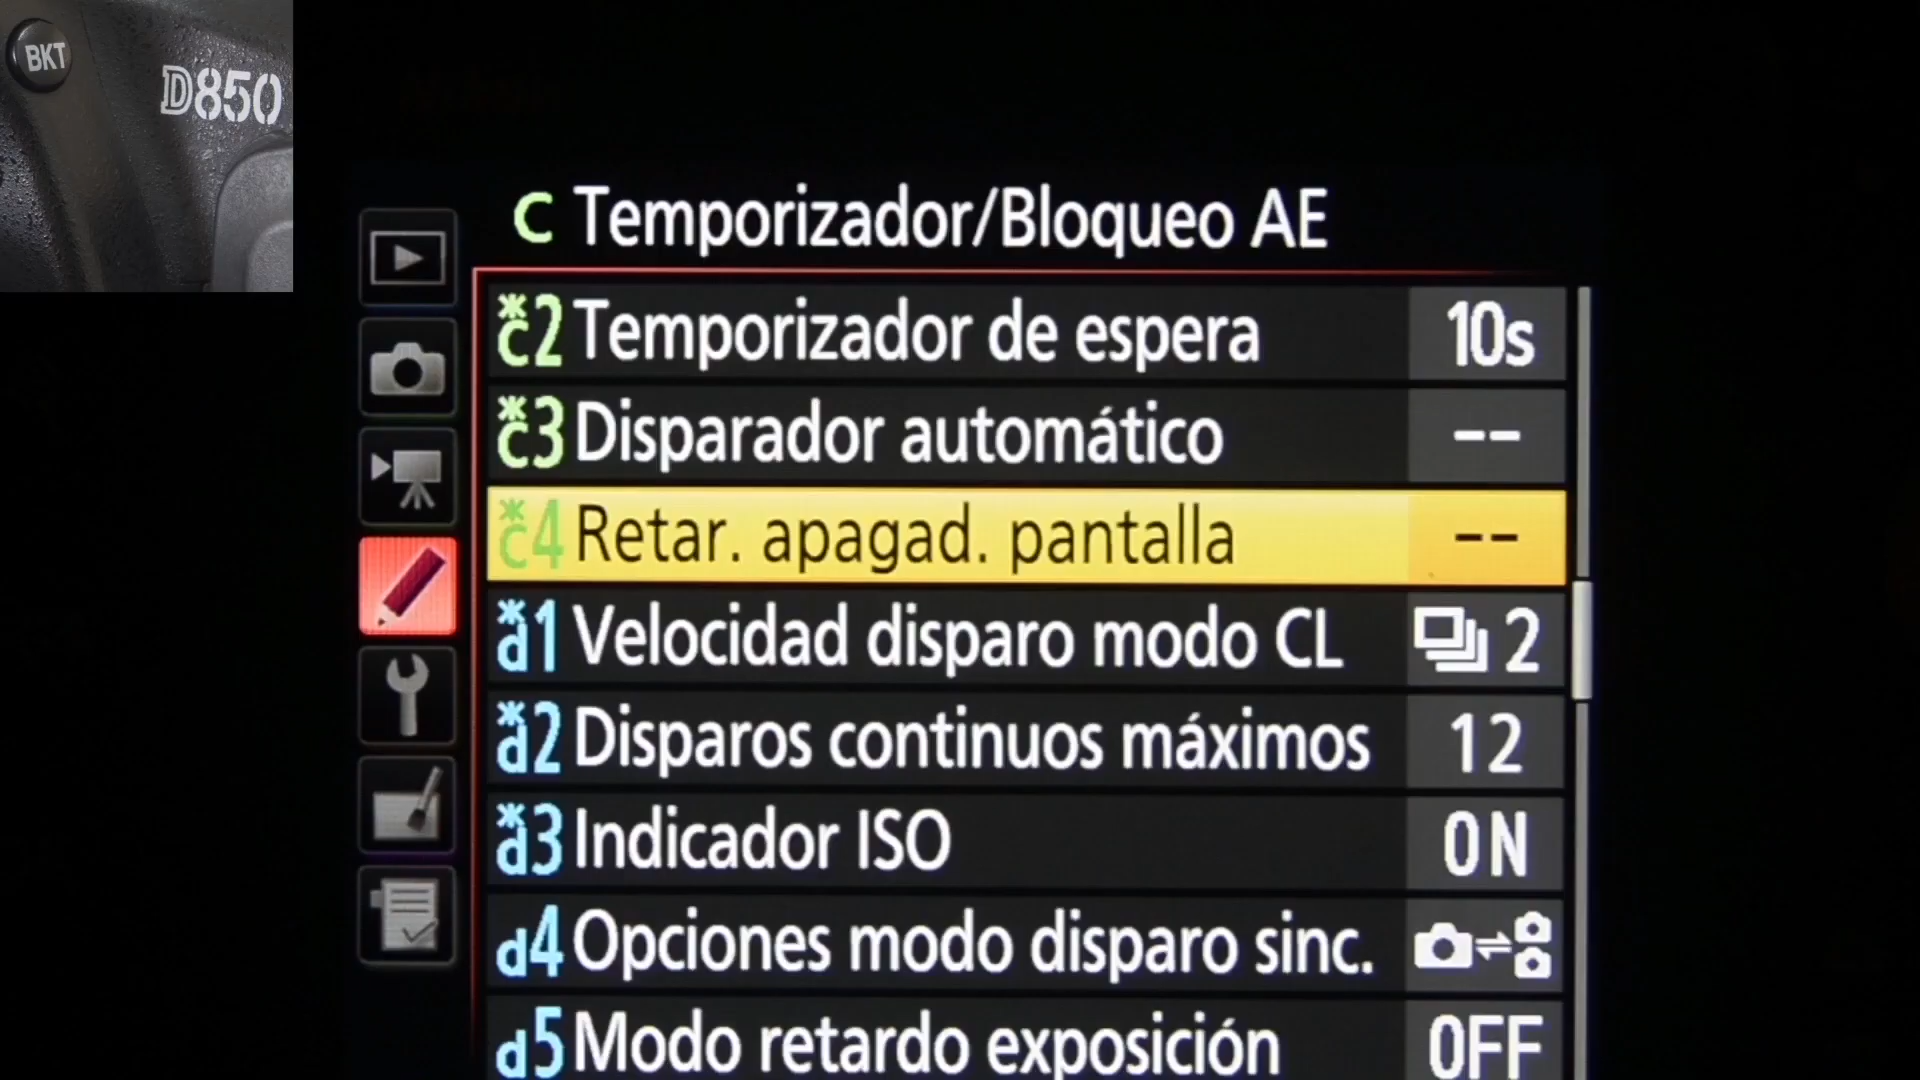 BKT
D850
C Temporizador/Bloqueo AE
*c2 Temporizador de espera 10s
*c3 Disparador automático --
*c4 Retar. apagad. pantalla --
*d1 Velocidad disparo modo CL 2
*d2 Disparos continuos máximos 12
*d3 Indicador ISO ON
d4 Opciones modo disparo sinc.
d5 Modo retardo exposición OFF